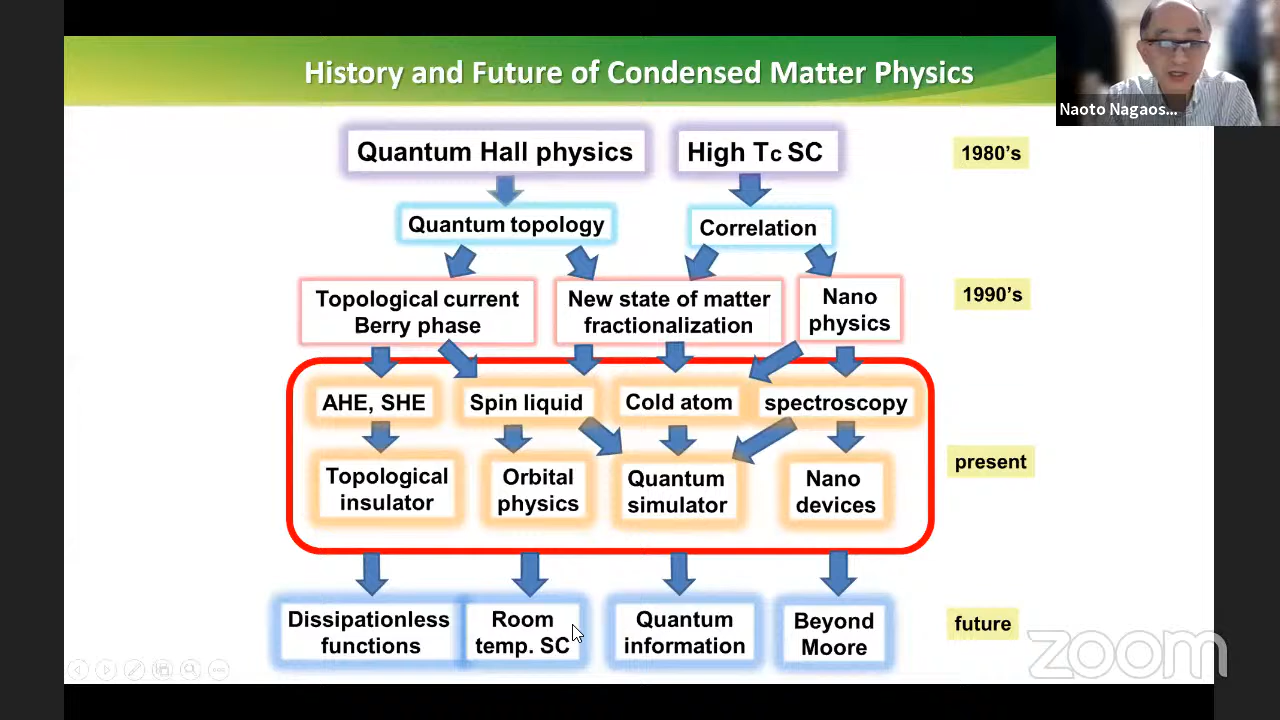 History and Future of Condensed Matter Physics
Naoto Nagaos...
Quantum Hall physics
High Tc SC
1980's
Quantum topology
Correlation
Topological current
Berry phase
New state of matter
fractionalization
Nano
physics
1990's
AHE, SHE
Spin liquid
Cold atom
spectroscopy
Topological
insulator
Orbital
physics
Quantum
simulator
Nano
devices
present
Dissipationless
functions
Room
temp. SC
Quantum
information
Beyond
Moore
future
zoom